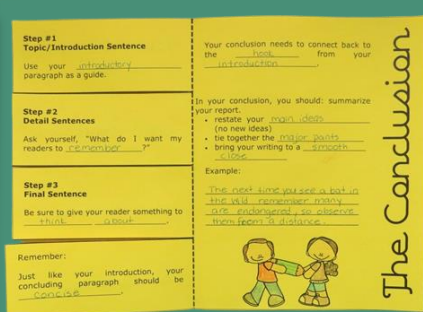 Step #1
Topic/Introduction Sentence
Use your introductory
paragraph as a guide.
Step #2
Detail Sentences
Ask yourself, "What do I want my
readers to remember ?"
Step #3
Final Sentence
Be sure to give your reader something to
think about.
Remember:
Just like your introduction, your
concluding paragraph should be
concise.
Your conclusion needs to connect back to
the hook from your
introduction.
In your conclusion, you should: summarize
your report.
• restate your main ideas
(no new ideas)
• tie together the major points
• bring your writing to a smooth
close
Example:
The next time you see a bat in
the wild remember many
are endangered, so observe
them from a distance.
The Conclusion